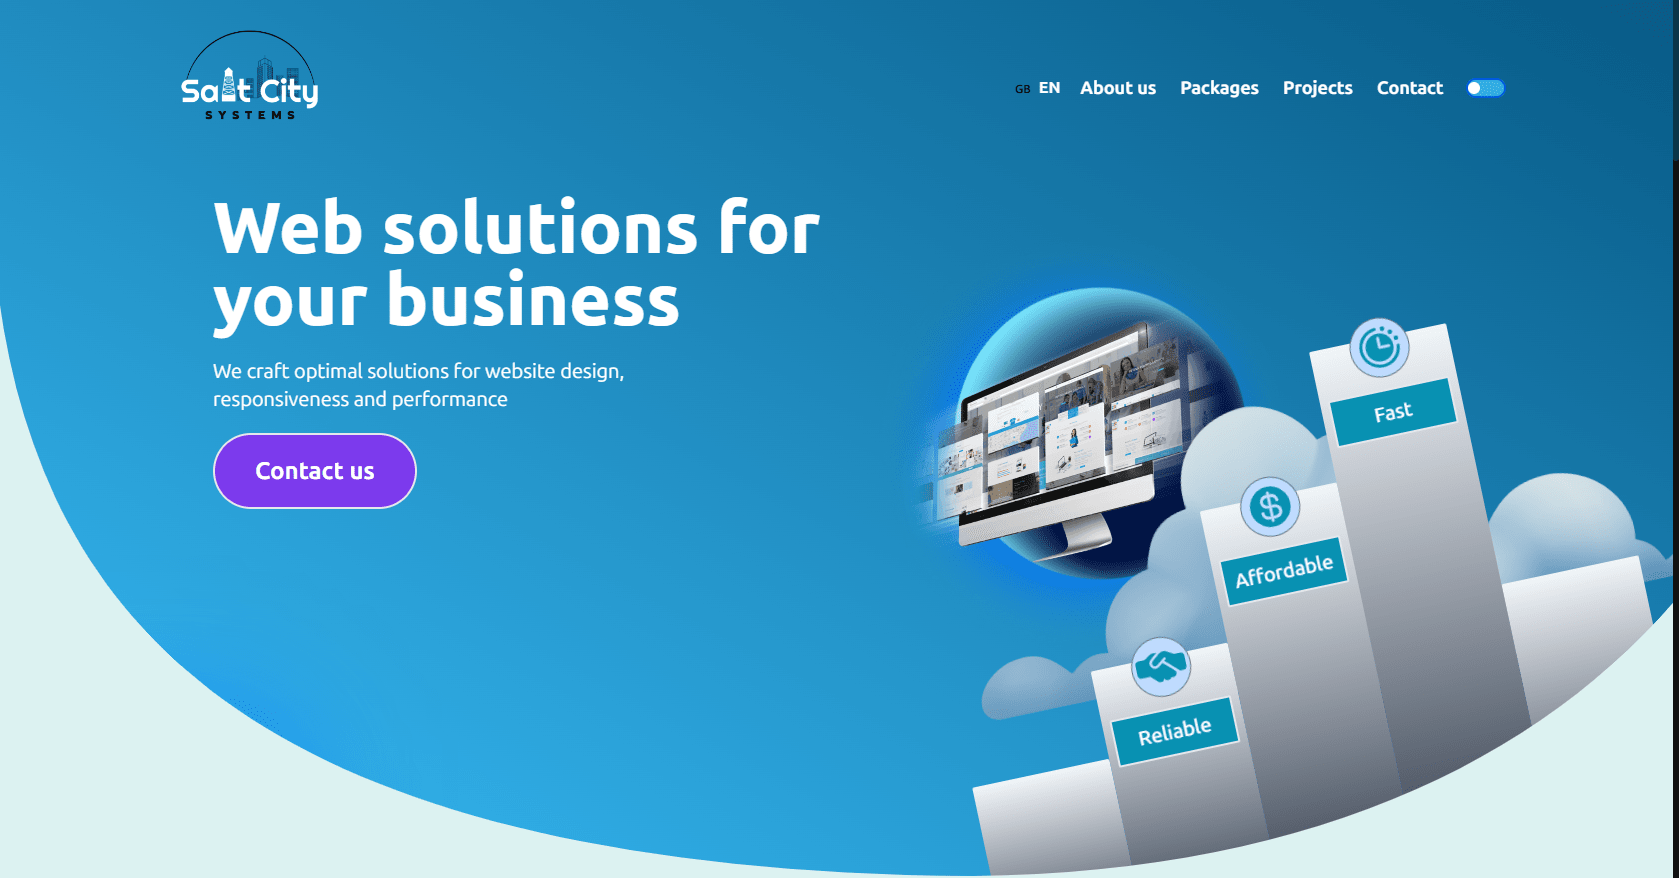 Salt City
SYSTEMS
GB EN About us Packages Projects Contact
Web solutions for
your business
We craft optimal solutions for website design,
responsiveness and performance
Contact us
Fast
$
Affordable
Reliable